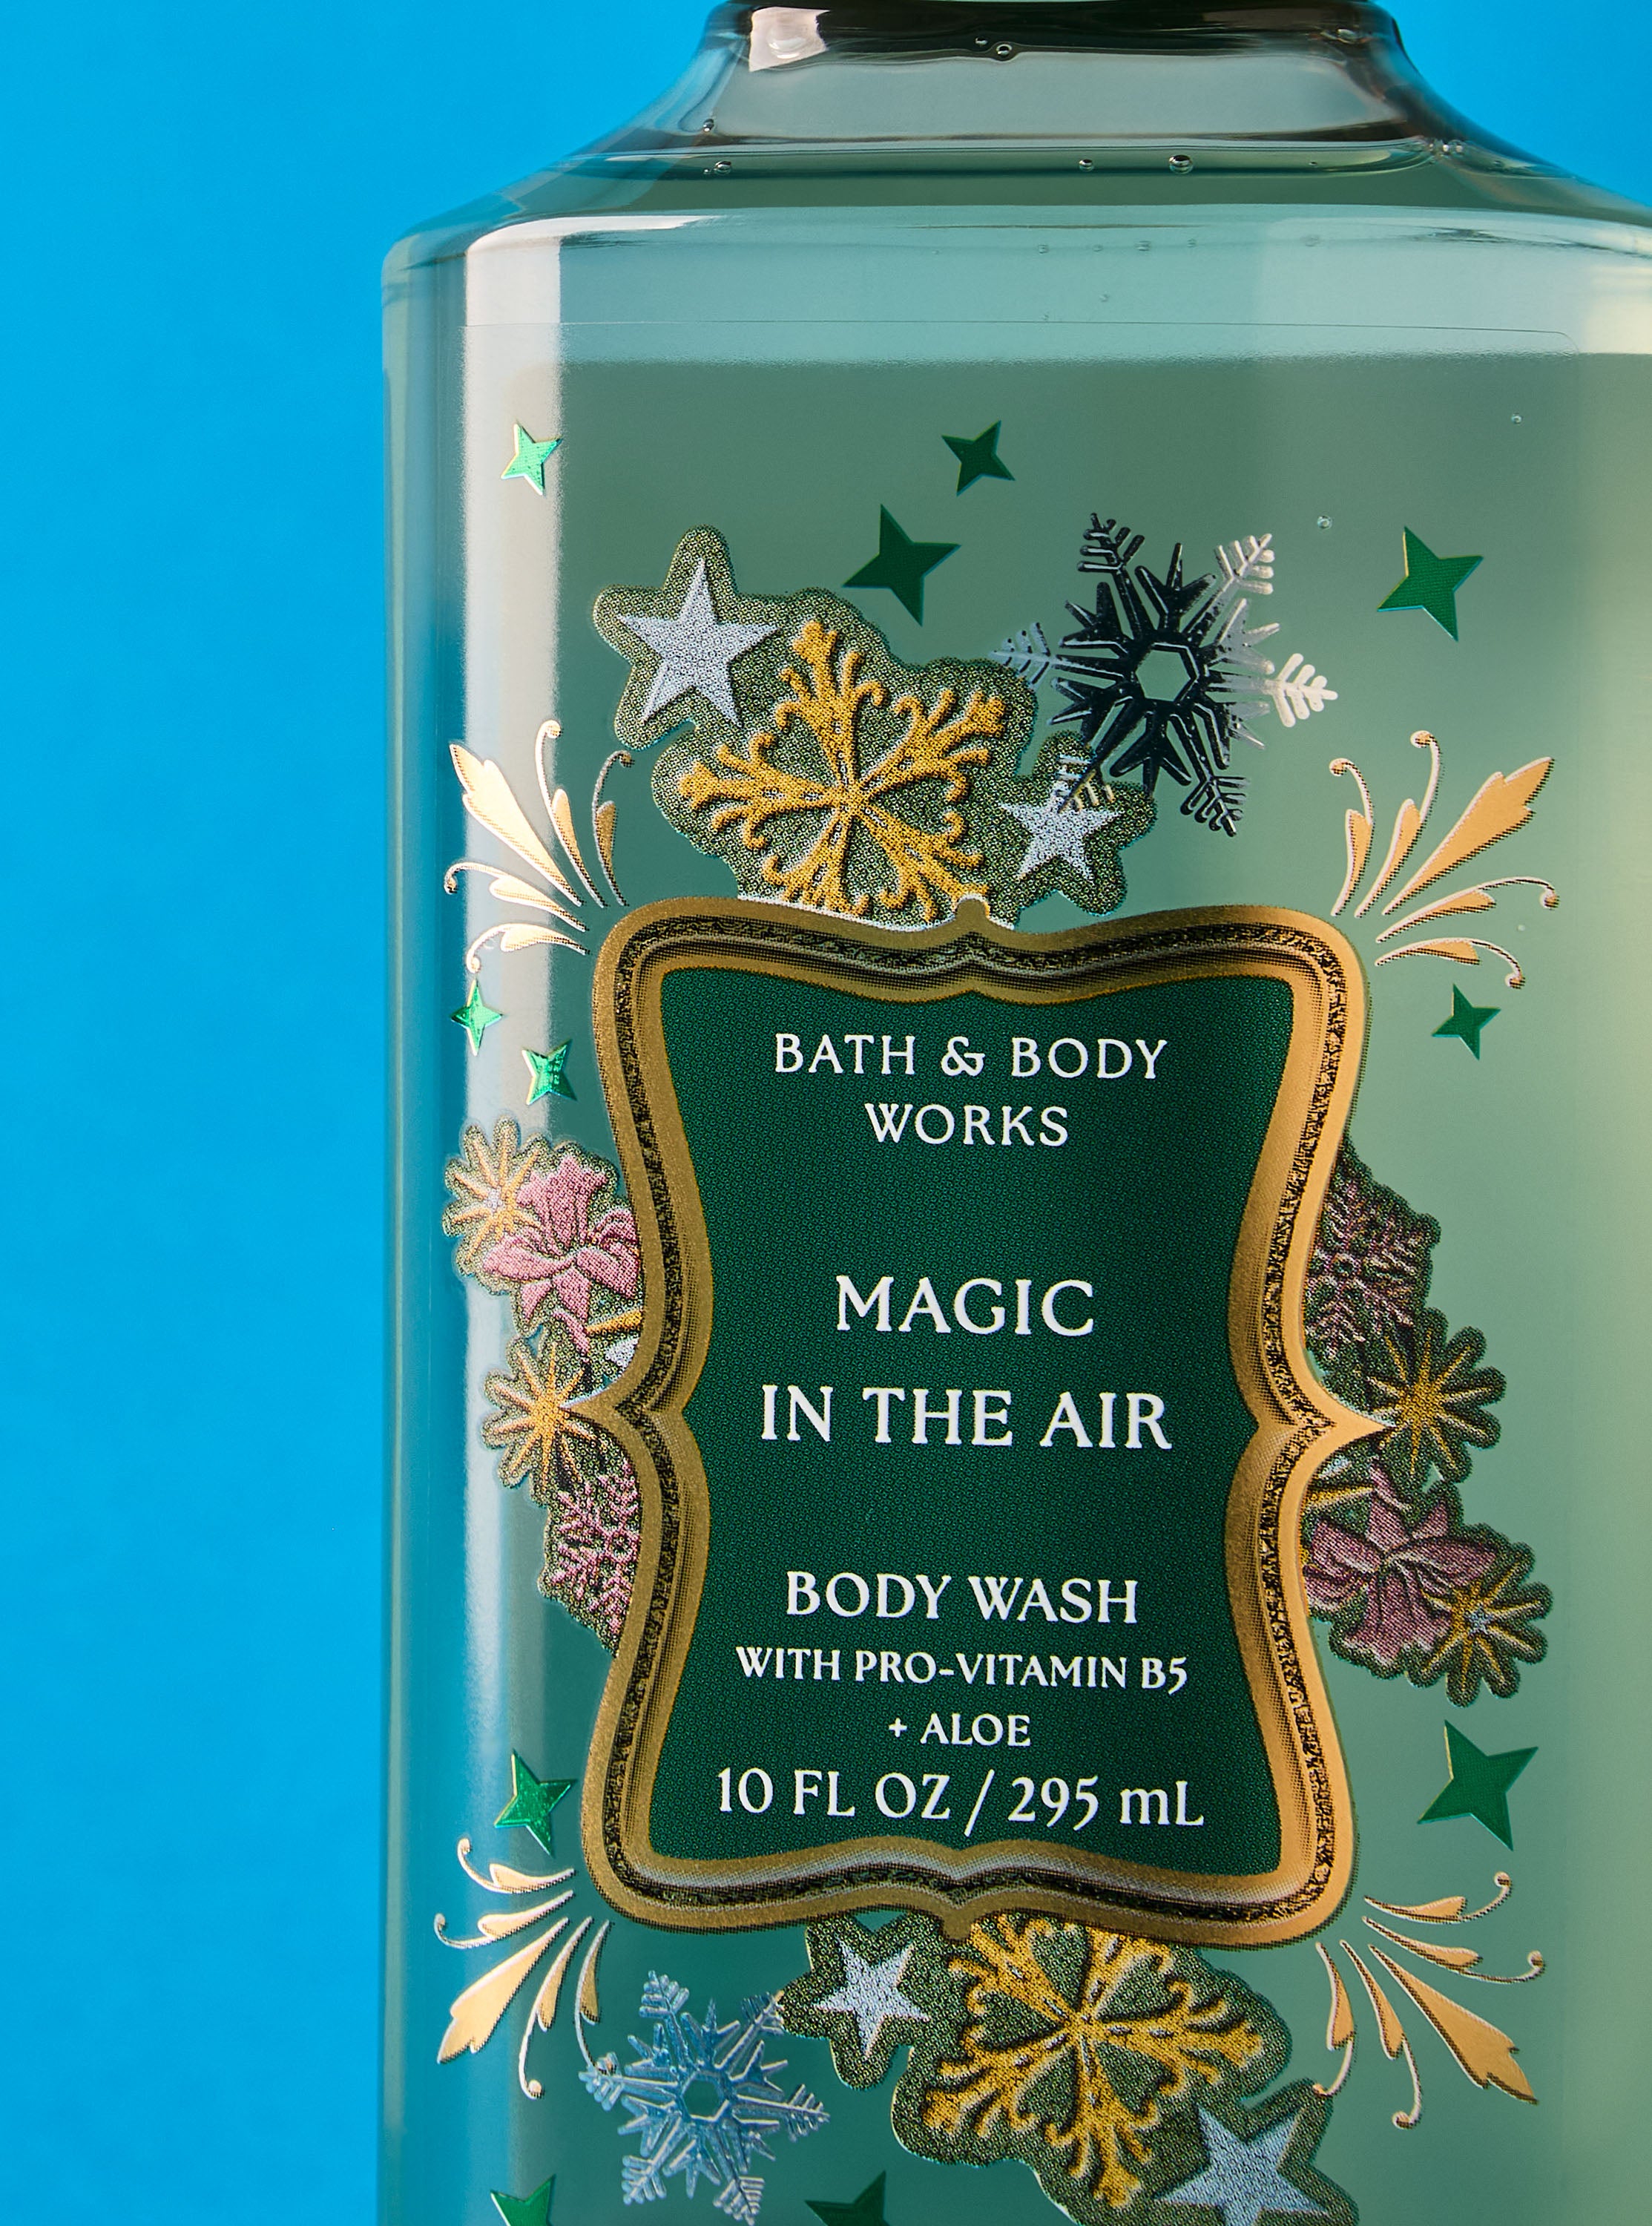 BATH & BODY
WORKS
MAGIC
IN THE AIR
BODY WASH
WITH PRO-VITAMIN B5
+ ALOE
10 FL OZ / 295 mL